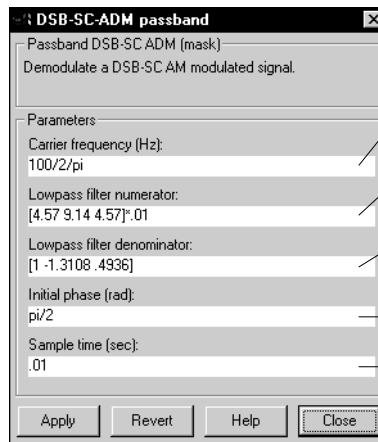 DSB-SC-ADM passband
Passband DSB-SC ADM (mask)
Demodulate a DSB-SC AM modulated signal.
Parameters
Carrier frequency (Hz):
100/2/pi
Lowpass filter numerator:
[4.57 9.14 4.57]*.01
Lowpass filter denominator:
[1 -1.3108 .4936]
Initial phase (rad):
pi/2
Sample time (sec):
.01
Apply Revert Help Close